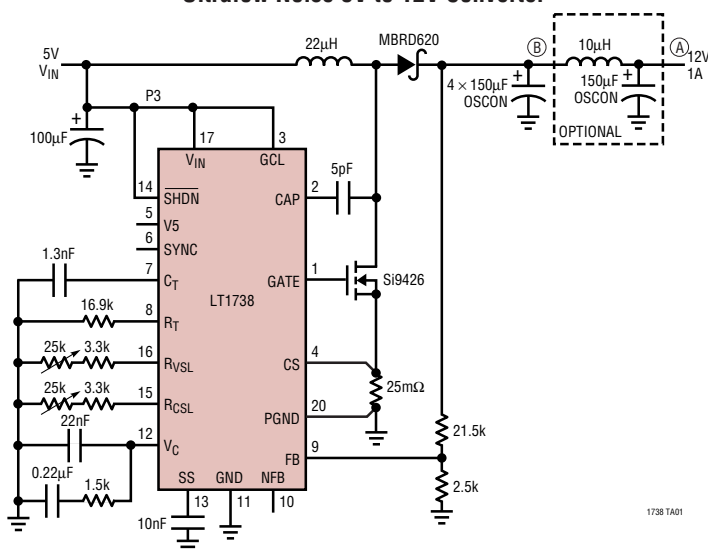 Ultralow Noise 5V to 12V Converter
5V
VIN
22µH
MBRD620
B
10µH
A
12V
1A
4 × 150µF
OSCON
+
150µF
OSCON
+
OPTIONAL
+
100µF
P3
17
VIN
3
GCL
14
SHDN
CAP
2
5pF
5
V5
6
SYNC
1.3nF
7
CT
GATE
1
Si9426
LT1738
16.9k
8
RT
25k
3.3k
16
RVSL
CS
4
25mΩ
25k
3.3k
15
RCSL
PGND
20
22nF
12
VC
FB
9
21.5k
0.22µF
1.5k
2.5k
SS
GND
NFB
13
11
10
10nF
1738 TA01